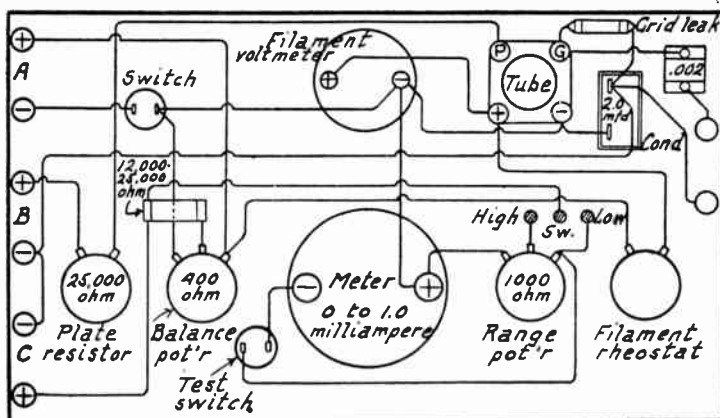 Grid leak
Filament
voltmeter
P
G
Tube
.002
A
Switch
2.0
mfd
Cond
12,000-
25,000
ohm
B
High
Sw.
Low
25,000
ohm
400
ohm
Meter
0 to 1.0
milliampere
1000
ohm
C
Plate
resistor
Balance
pot'r
Test
switch
Range
pot'r
Filament
rheostat